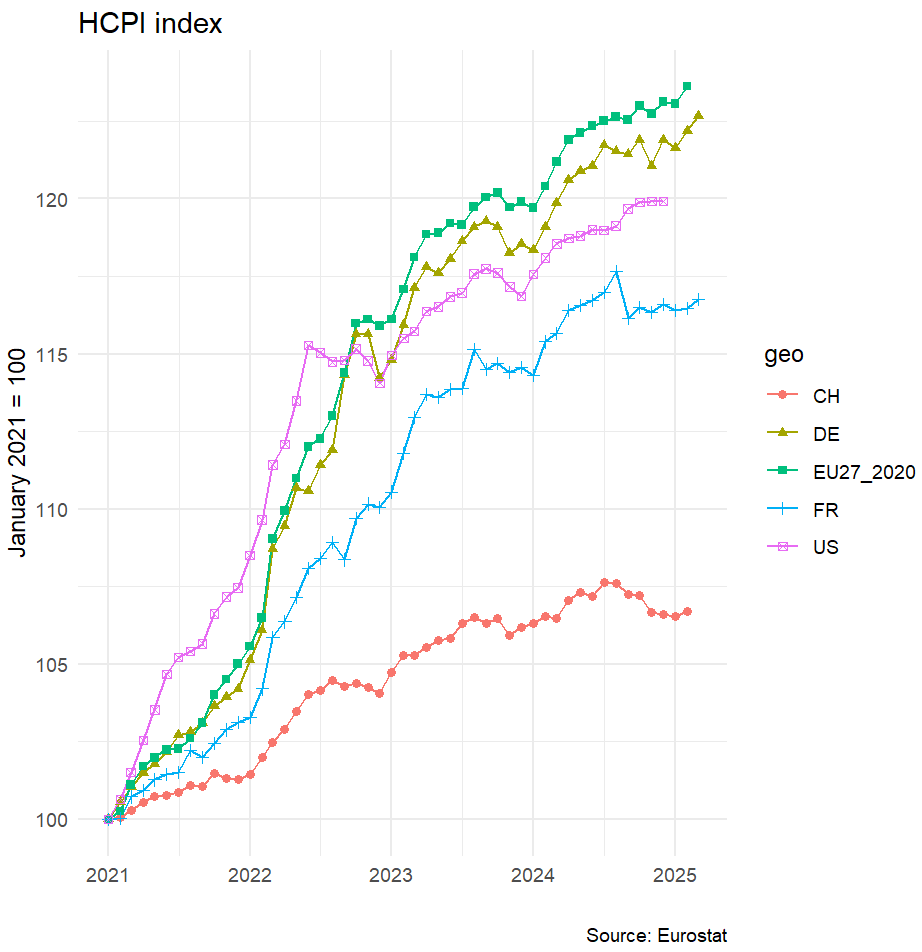 HCPI index
January 2021 = 100
120
115
110
105
100
2021 2022 2023 2024 2025
geo
CH
DE
EU27_2020
FR
US
Source: Eurostat